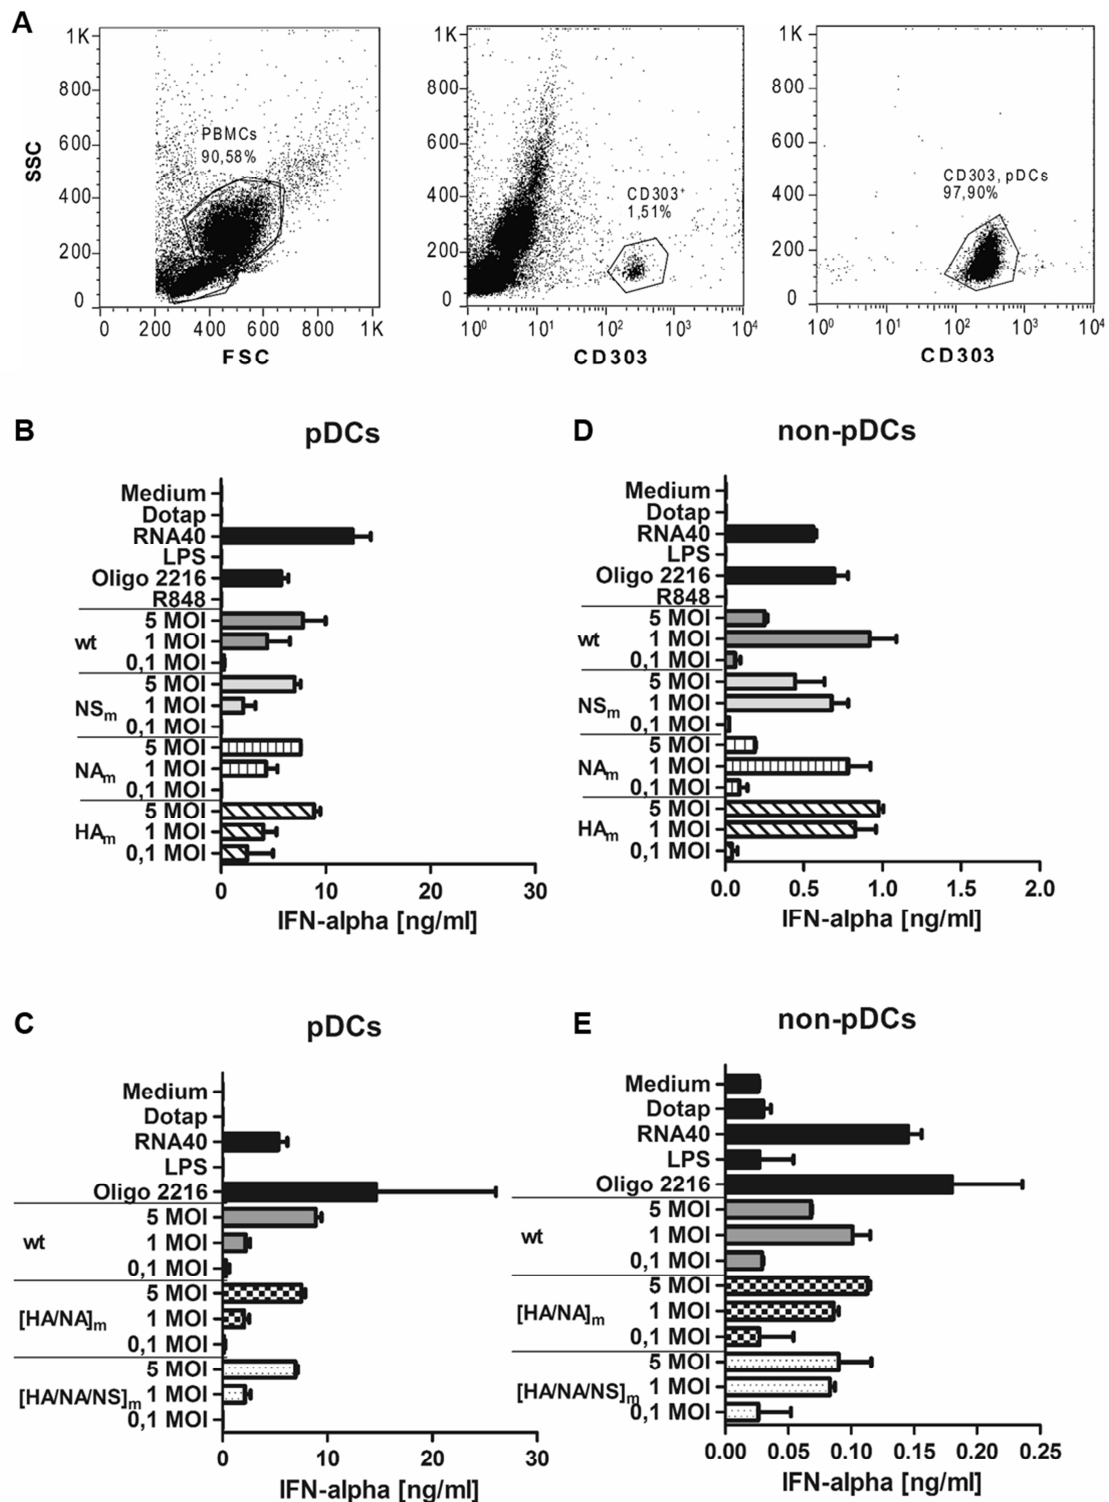 A
1K
800
600
400
200
0
SSC
PBMCs
90,58%
0 200 400 600 800 1K
FSC
1K
800
600
400
200
0
CD303+
1,51%
10^0 10^1 10^2 10^3 10^4
CD303
1K
800
600
400
200
0
CD303, pDCs
97,90%
10^0 10^1 10^2 10^3 10^4
CD303
B
pDCs
Medium
Dotap
RNA40
LPS
Oligo 2216
R848
5 MOI
wt 1 MOI
0,1 MOI
5 MOI
NSm 1 MOI
0,1 MOI
5 MOI
NAm 1 MOI
0,1 MOI
5 MOI
HAm 1 MOI
0,1 MOI
0 10 20 30
IFN-alpha [ng/ml]
D
non-pDCs
Medium
Dotap
RNA40
LPS
Oligo 2216
R848
5 MOI
wt 1 MOI
0,1 MOI
5 MOI
NSm 1 MOI
0,1 MOI
5 MOI
NAm 1 MOI
0,1 MOI
5 MOI
HAm 1 MOI
0,1 MOI
0.0 0.5 1.0 1.5 2.0
IFN-alpha [ng/ml]
C
pDCs
Medium
Dotap
RNA40
LPS
Oligo 2216
5 MOI
wt 1 MOI
0,1 MOI
5 MOI
[HA/NA]m 1 MOI
0,1 MOI
5 MOI
[HA/NA/NS]m 1 MOI
0,1 MOI
0 10 20 30
IFN-alpha [ng/ml]
E
non-pDCs
Medium
Dotap
RNA40
LPS
Oligo 2216
5 MOI
wt 1 MOI
0,1 MOI
5 MOI
[HA/NA]m 1 MOI
0,1 MOI
5 MOI
[HA/NA/NS]m 1 MOI
0,1 MOI
0.00 0.05 0.10 0.15 0.20 0.25
IFN-alpha [ng/ml]